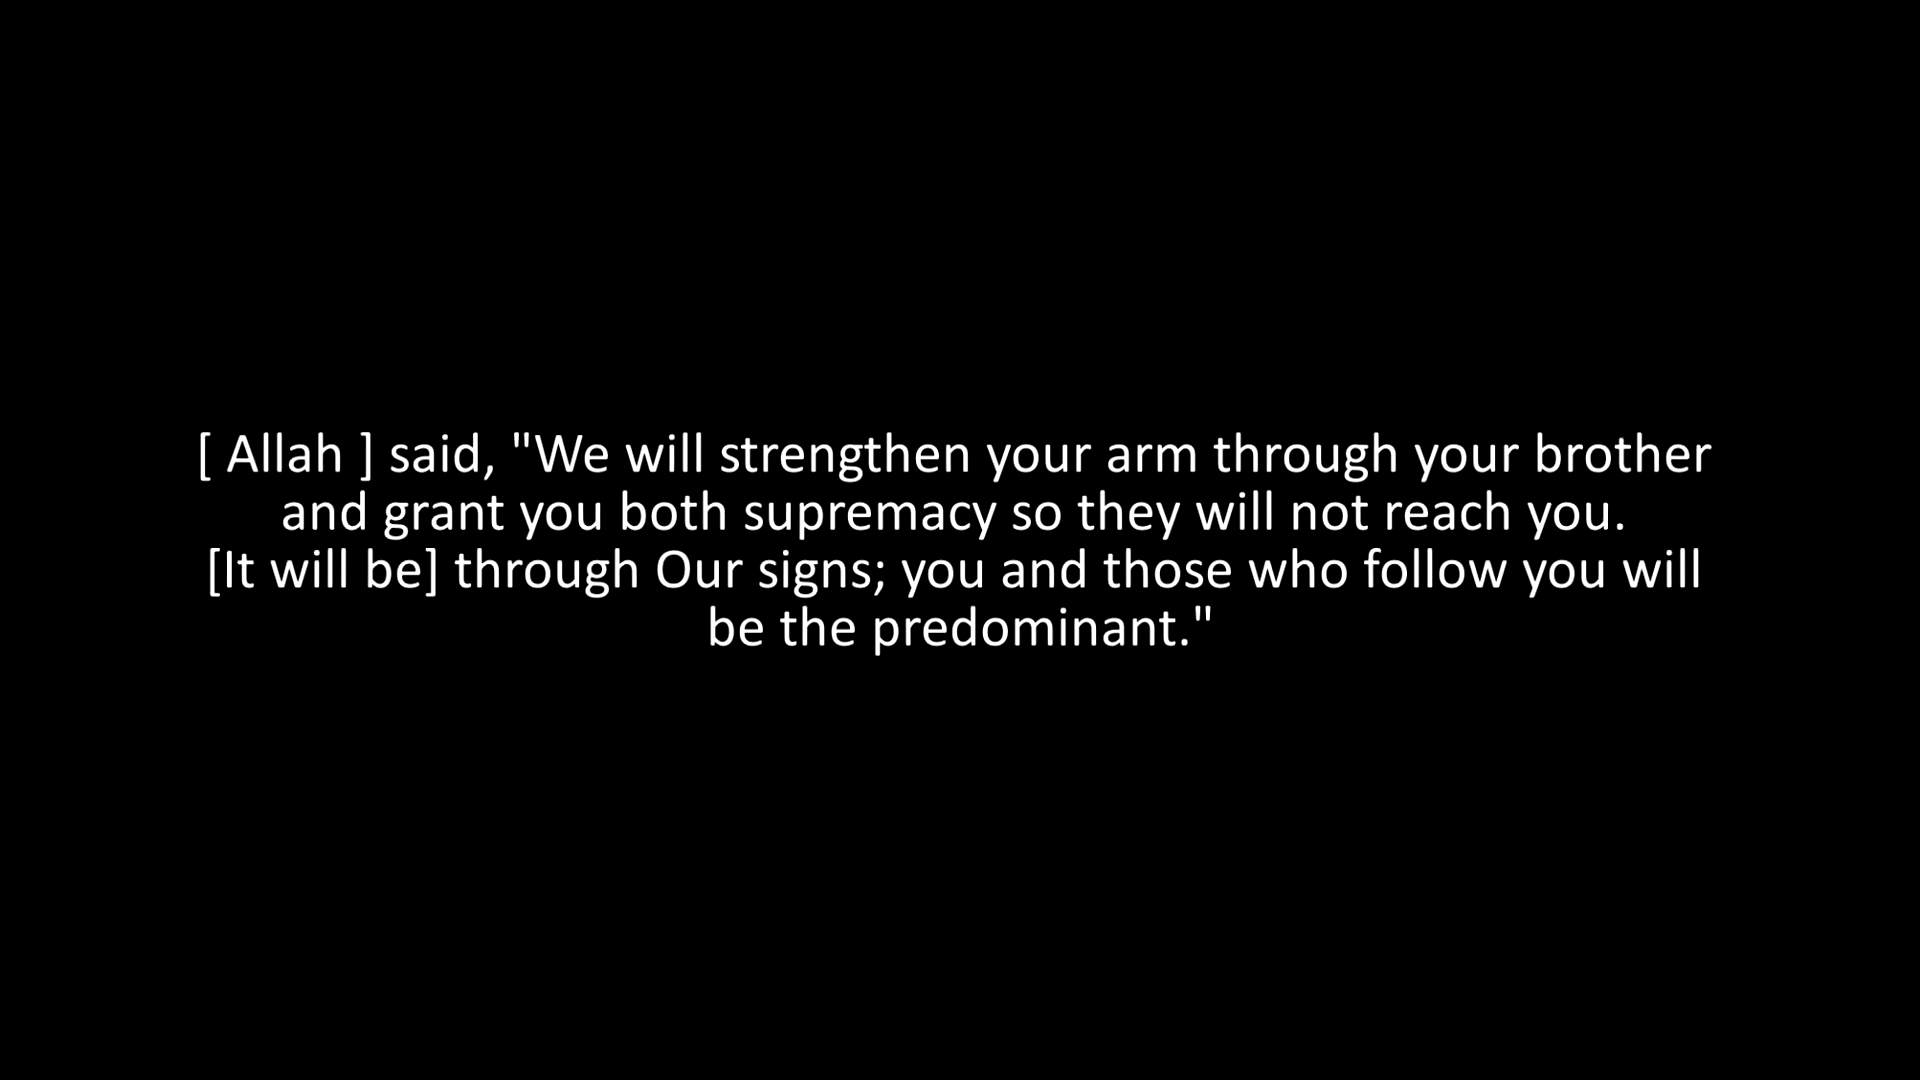 [ Allah ] said, "We will strengthen your arm through your brother
and grant you both supremacy so they will not reach you.
[It will be] through Our signs; you and those who follow you will
be the predominant."